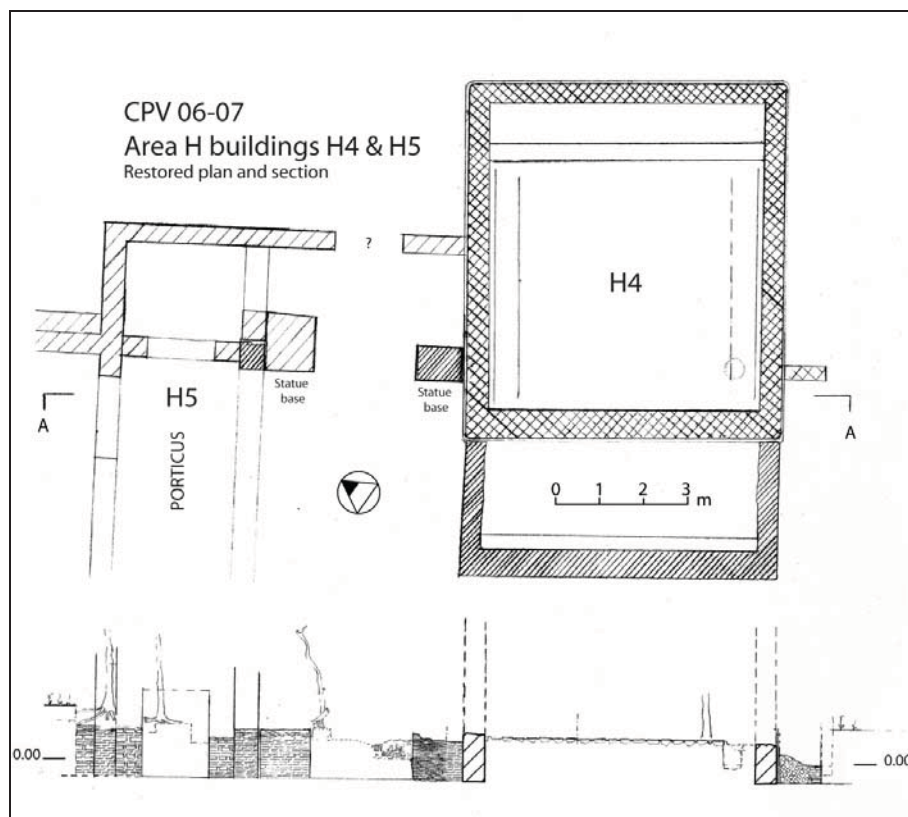 CPV 06-07
Area H buildings H4 & H5
Restored plan and section
?
H4
H5
PORTICUS
Statue
base
Statue
base
A
A
0 1 2 3 m
0.00
0.00